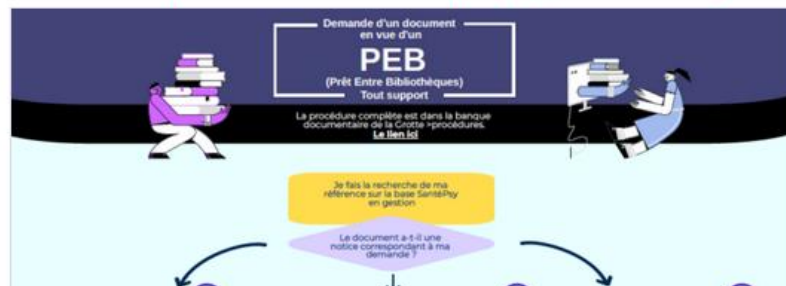 Demande d'un document
en vue d'un
PEB
(Prêt Entre Bibliothèques)
Tout support
La procédure complète est dans la banque
documentaire de la Grotte >procédures.
Le lien ici
Je fais la recherche de ma
référence sur la base SantéPsy
en gestion
Le document a-t-il une
notice correspondant à ma
demande ?